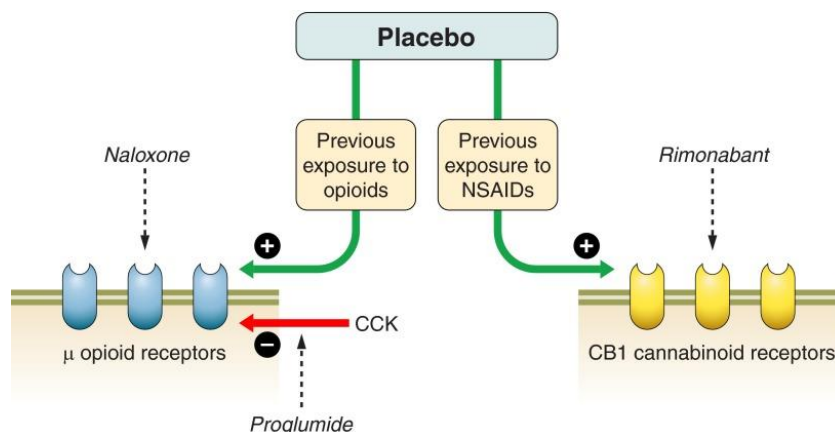 Placebo
Previous
exposure to
opioids
Previous
exposure to
NSAIDs
Naloxone
Rimonabant
+
+
−
CCK
μ opioid receptors
CB1 cannabinoid receptors
Proglumide